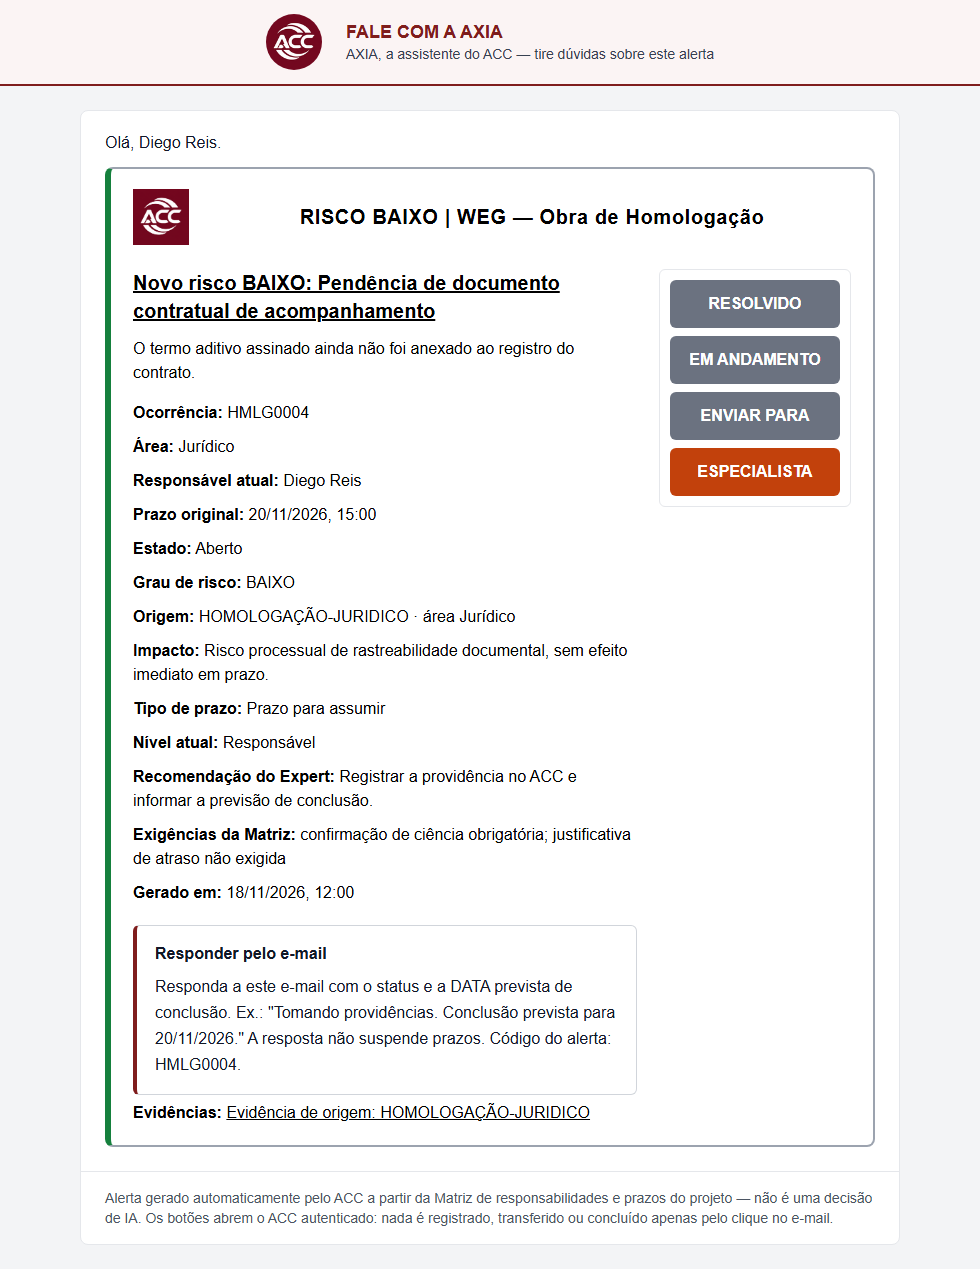 ACC
FALE COM A AXIA
AXIA, a assistente do ACC — tire dúvidas sobre este alerta
Olá, Diego Reis.
ACC
RISCO BAIXO | WEG — Obra de Homologação
Novo risco BAIXO: Pendência de documento
contratual de acompanhamento
O termo aditivo assinado ainda não foi anexado ao registro do
contrato.
Ocorrência: HMLG0004
Área: Jurídico
Responsável atual: Diego Reis
Prazo original: 20/11/2026, 15:00
Estado: Aberto
Grau de risco: BAIXO
Origem: HOMOLOGAÇÃO-JURIDICO · área Jurídico
Impacto: Risco processual de rastreabilidade documental, sem efeito
imediato em prazo.
Tipo de prazo: Prazo para assumir
Nível atual: Responsável
Recomendação do Expert: Registrar a providência no ACC e
informar a previsão de conclusão.
Exigências da Matriz: confirmação de ciência obrigatória; justificativa
de atraso não exigida
Gerado em: 18/11/2026, 12:00
RESOLVIDO
EM ANDAMENTO
ENVIAR PARA
ESPECIALISTA
Responder pelo e-mail
Responda a este e-mail com o status e a DATA prevista de
conclusão. Ex.: "Tomando providências. Conclusão prevista para
20/11/2026." A resposta não suspende prazos. Código do alerta:
HMLG0004.
Evidências: Evidência de origem: HOMOLOGAÇÃO-JURIDICO
Alerta gerado automaticamente pelo ACC a partir da Matriz de responsabilidades e prazos do projeto — não é uma decisão
de IA. Os botões abrem o ACC autenticado: nada é registrado, transferido ou concluído apenas pelo clique no e-mail.